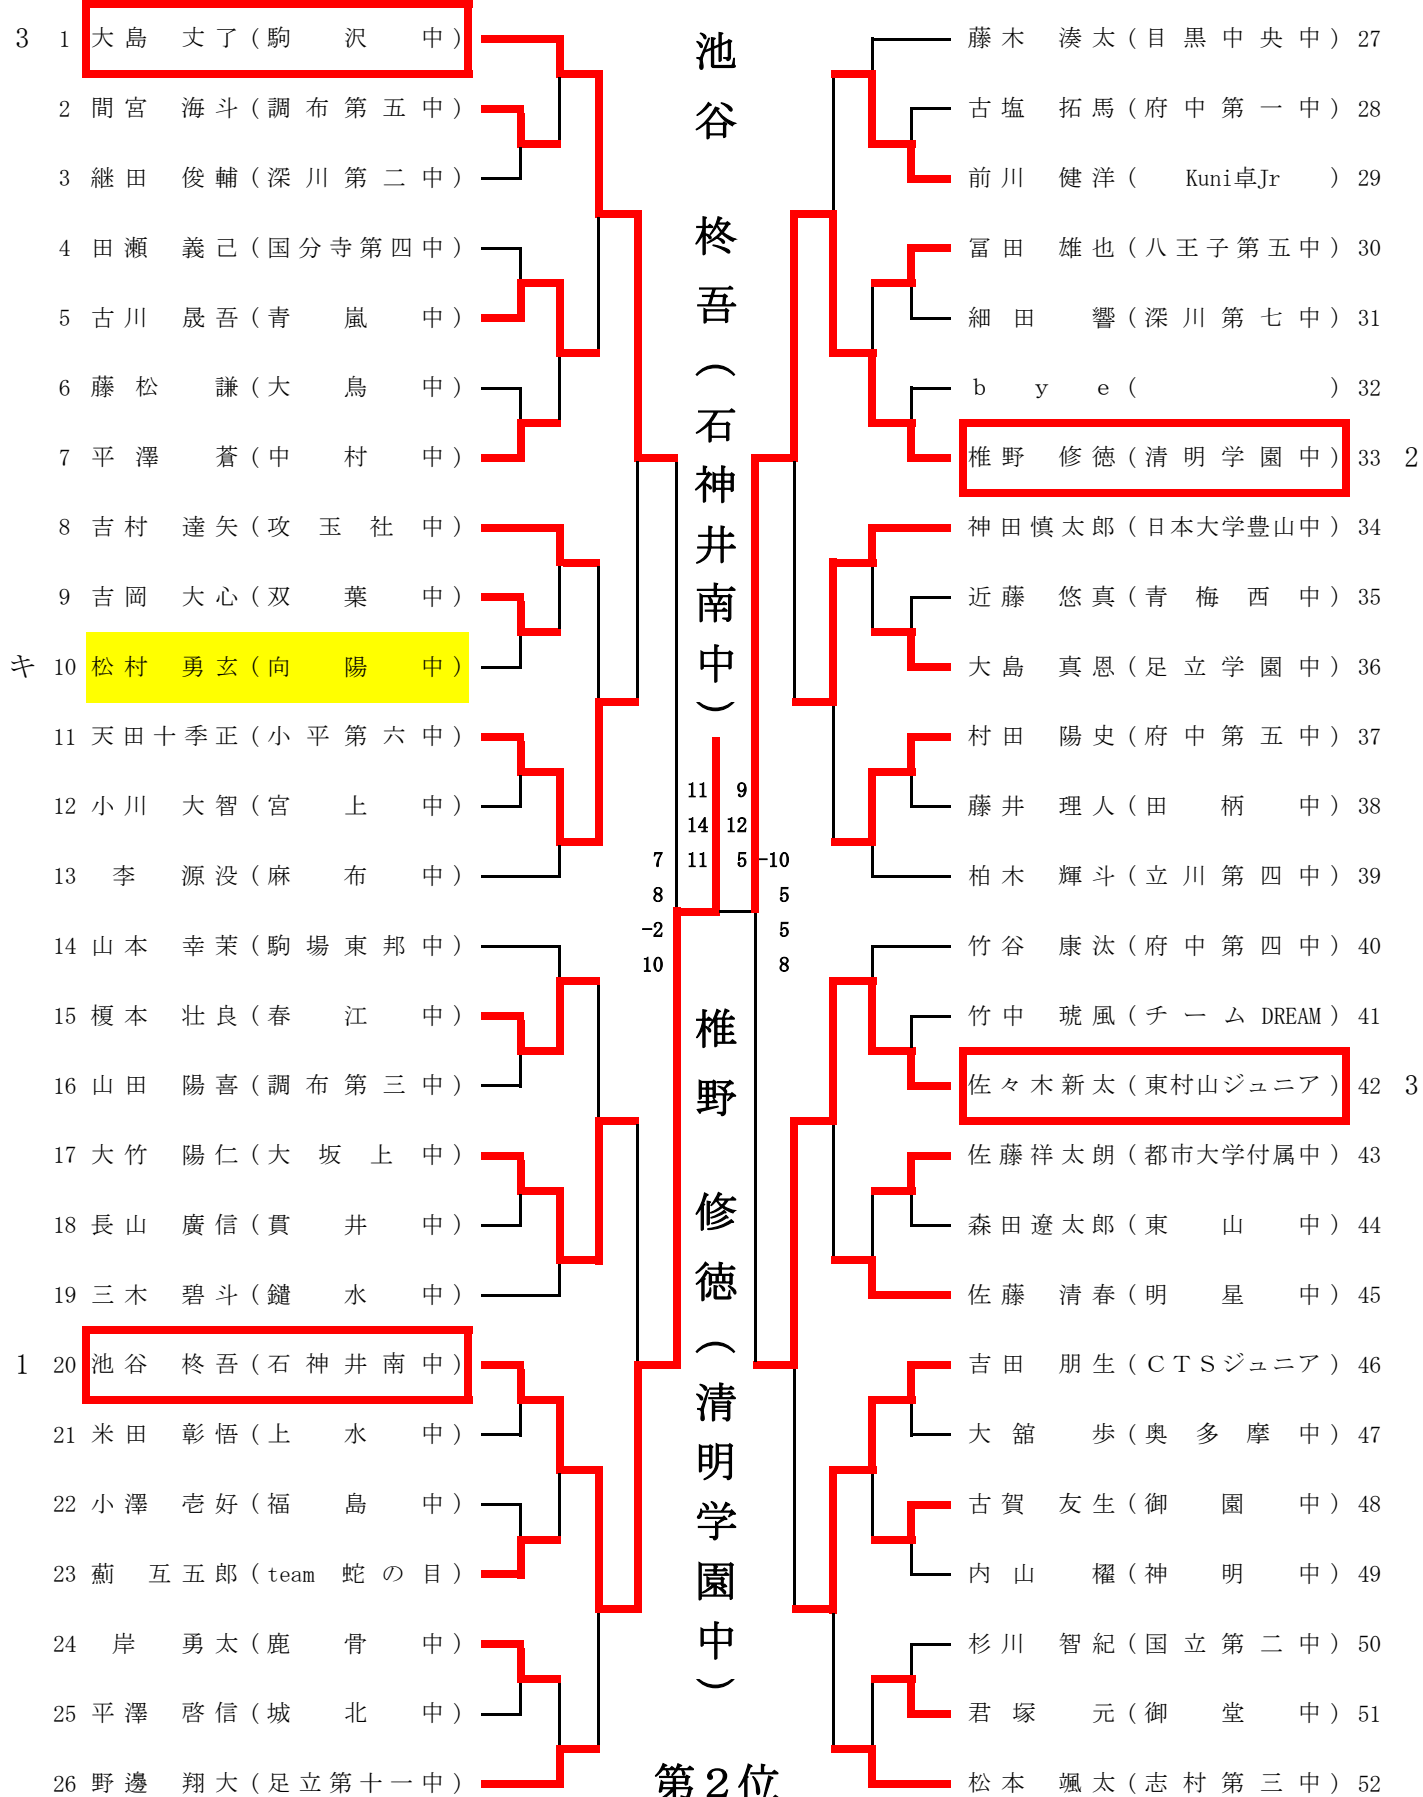 3 1 大島 丈了(駒沢中)
2 間宮 海斗(調布第五中)
3 継田 俊輔(深川第二中)
4 田瀬 義己(国分寺第四中)
5 古川 晟吾(青嵐中)
6 藤松 謙(大鳥中)
7 平澤 蒼(中村中)
8 吉村 達矢(攻玉社中)
9 吉岡 大心(双葉中)
キ 10 松村 勇玄(向陽中)
11 天田十季正(小平第六中)
12 小川 大智(宮上中)
13 李 源没(麻布中)
14 山本 幸茉(駒場東邦中)
15 榎本 壮良(春江中)
16 山田 陽喜(調布第三中)
17 大竹 陽仁(大坂上中)
18 長山 廣信(貫井中)
19 三木 碧斗(鑓水中)
1 20 池谷 柊吾(石神井南中)
21 米田 彰悟(上水中)
22 小澤 壱好(福島中)
23 薊 互五郎(team 蛇の目)
24 岸 勇太(鹿骨中)
25 平澤 啓信(城北中)
26 野邊 翔大(足立第十一中)
池谷 柊吾(石神井南中)
11 9
14 12
7 11 5 -10
8 5
-2 5
10 8
椎野 修徳(清明学園中)
第2位
藤木 湊太(目黒中央中) 27
古塩 拓馬(府中第一中) 28
前川 健洋( Kuni卓Jr ) 29
冨田 雄也(八王子第五中) 30
細田 響(深川第七中) 31
bye( ) 32
椎野 修徳(清明学園中) 33 2
神田慎太郎(日本大学豊山中) 34
近藤 悠真(青梅西中) 35
大島 真恩(足立学園中) 36
村田 陽史(府中第五中) 37
藤井 理人(田柄中) 38
柏木 輝斗(立川第四中) 39
竹谷 康汰(府中第四中) 40
竹中 琥風(チームDREAM) 41
佐々木新太(東村山ジュニア) 42 3
佐藤祥太朗(都市大学付属中) 43
森田遼太郎(東山中) 44
佐藤 清春(明星中) 45
吉田 朋生(CTSジュニア) 46
大舘 歩(奥多摩中) 47
古賀 友生(御園中) 48
内山 櫂(神明中) 49
杉川 智紀(国立第二中) 50
君塚 元(御堂中) 51
松本 颯太(志村第三中) 52